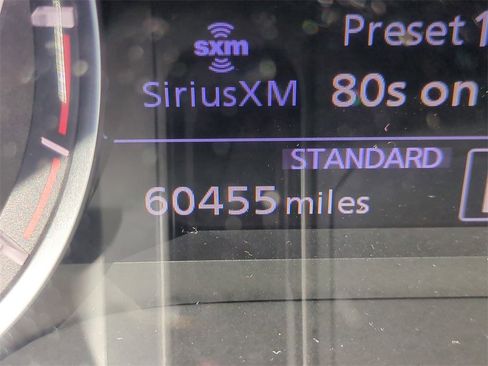 Preset 1
sxm
SiriusXM 80s on
STANDARD
60455 miles